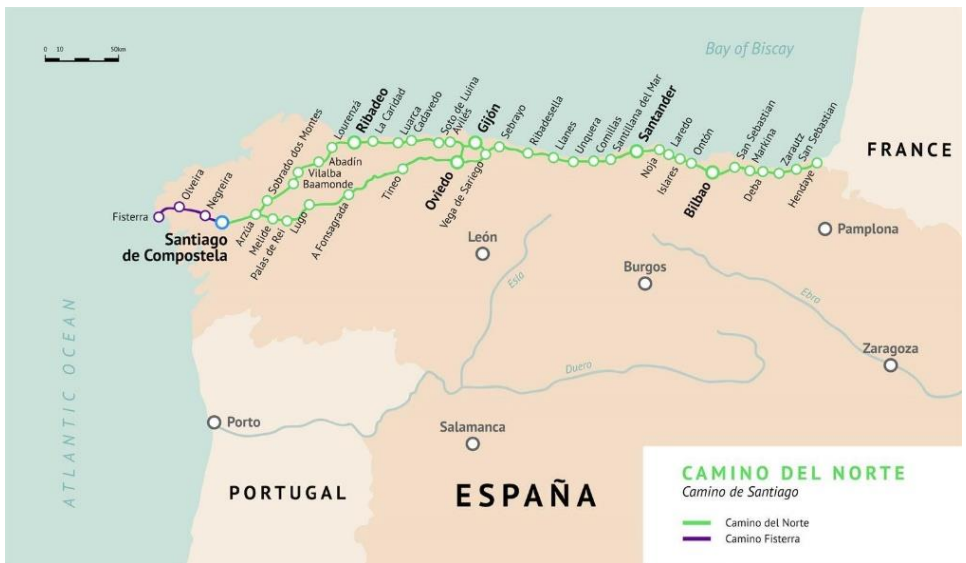 0 10 50km
Bay of Biscay
FRANCE
Fisterra
Olveira
Negreira
Santiago
de Compostela
Arzúa
Melide
Palas de Rei
Lugo
A Fonsagrada
Tineo
Oviedo
Vega de Sariego
Sobrado dos Montes
Baamonde
Vilalba
Abadín
Lourenzá
Ribadeo
La Caridad
Luarca
Cadavedo
Soto de Luina
Avilés
Gijón
Sebrayo
Ribadesella
Llanes
Unquera
Comillas
Santillana del Mar
Santander
Noja
Laredo
Islares
Ontón
Bilbao
San Sebastian
Markina
Deba
Zarautz
San Sebastian
Hendaye
Pamplona
León
Burgos
Esla
Ebro
Zaragoza
Duero
Porto
Salamanca
ATLANTIC OCEAN
PORTUGAL
ESPAÑA
CAMINO DEL NORTE
Camino de Santiago
Camino del Norte
Camino Fisterra